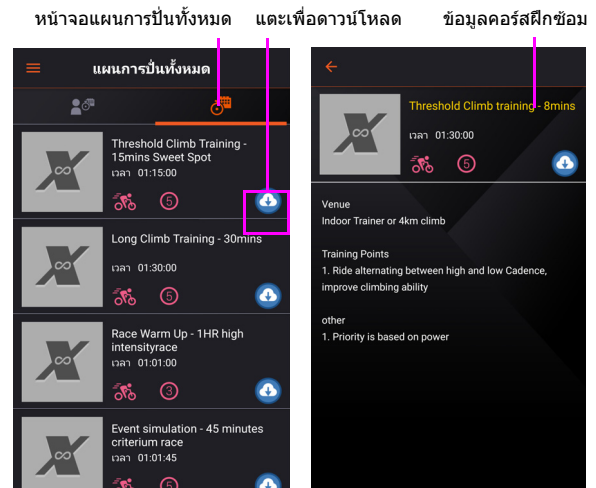 หน้าจอแผนการปั่นทั้งหมด แตะเพื่อดาวน์โหลด ข้อมูลคอร์สฝึกซ้อม
แผนการปั่นทั้งหมด
Threshold Climb Training -
15mins Sweet Spot
เวลา 01:15:00
5
Long Climb Training - 30mins
เวลา 01:30:00
5
Race Warm Up - 1HR high
intensityrace
เวลา 01:01:00
3
Event simulation - 45 minutes
criterium race
เวลา 01:01:45
5
Threshold Climb training - 8mins
เวลา 01:30:00
5
Venue
Indoor Trainer or 4km climb
Training Points
1. Ride alternating between high and low Cadence,
improve climbing ability
other
1. Priority is based on power